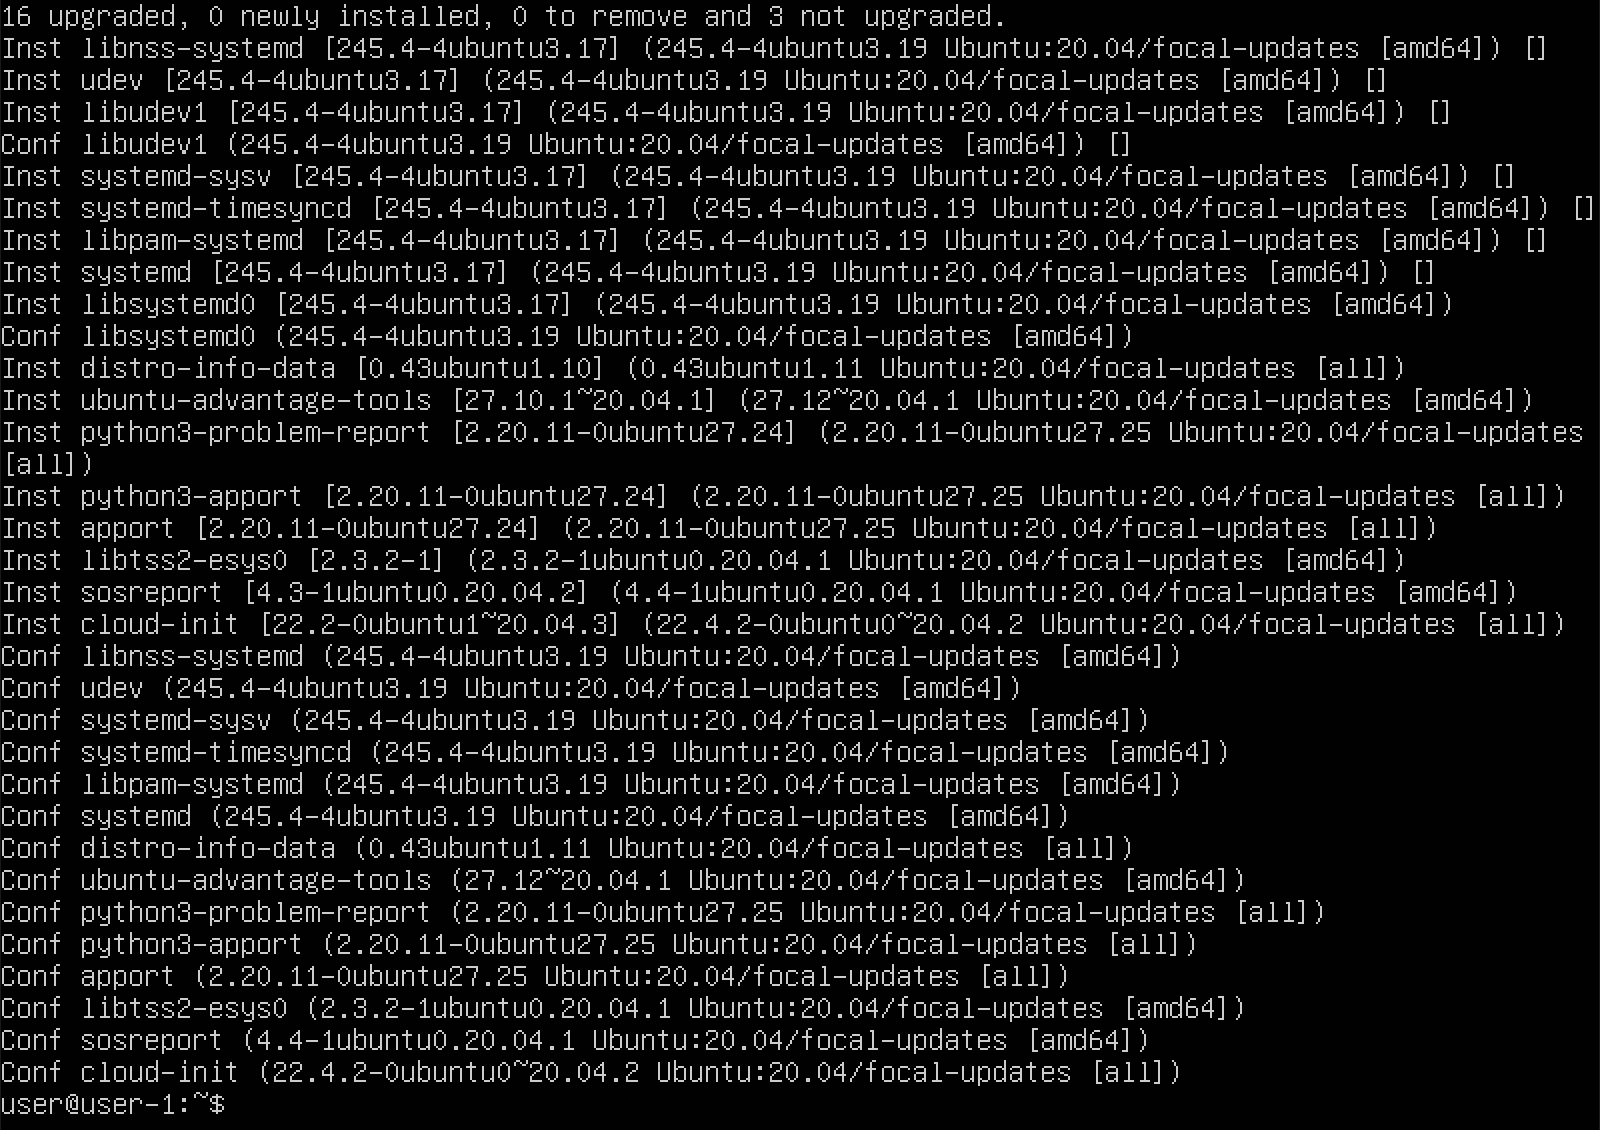 16 upgraded, 0 newly installed, 0 to remove and 3 not upgraded.
Inst libnss-systemd [245.4-4ubuntu3.17] (245.4-4ubuntu3.19 Ubuntu:20.04/focal-updates [amd64]) []
Inst udev [245.4-4ubuntu3.17] (245.4-4ubuntu3.19 Ubuntu:20.04/focal-updates [amd64]) []
Inst libudev1 [245.4-4ubuntu3.17] (245.4-4ubuntu3.19 Ubuntu:20.04/focal-updates [amd64]) []
Conf libudev1 (245.4-4ubuntu3.19 Ubuntu:20.04/focal-updates [amd64]) []
Inst systemd-sysv [245.4-4ubuntu3.17] (245.4-4ubuntu3.19 Ubuntu:20.04/focal-updates [amd64]) []
Inst systemd-timesyncd [245.4-4ubuntu3.17] (245.4-4ubuntu3.19 Ubuntu:20.04/focal-updates [amd64]) []
Inst libpam-systemd [245.4-4ubuntu3.17] (245.4-4ubuntu3.19 Ubuntu:20.04/focal-updates [amd64]) []
Inst systemd [245.4-4ubuntu3.17] (245.4-4ubuntu3.19 Ubuntu:20.04/focal-updates [amd64]) []
Inst libsystemd0 [245.4-4ubuntu3.17] (245.4-4ubuntu3.19 Ubuntu:20.04/focal-updates [amd64])
Conf libsystemd0 (245.4-4ubuntu3.19 Ubuntu:20.04/focal-updates [amd64])
Inst distro-info-data [0.43ubuntu1.10] (0.43ubuntu1.11 Ubuntu:20.04/focal-updates [all])
Inst ubuntu-advantage-tools [27.10.1~20.04.1] (27.12~20.04.1 Ubuntu:20.04/focal-updates [amd64])
Inst python3-problem-report [2.20.11-0ubuntu27.24] (2.20.11-0ubuntu27.25 Ubuntu:20.04/focal-updates
[all])
Inst python3-apport [2.20.11-0ubuntu27.24] (2.20.11-0ubuntu27.25 Ubuntu:20.04/focal-updates [all])
Inst apport [2.20.11-0ubuntu27.24] (2.20.11-0ubuntu27.25 Ubuntu:20.04/focal-updates [all])
Inst libtss2-esys0 [2.3.2-1] (2.3.2-1ubuntu0.20.04.1 Ubuntu:20.04/focal-updates [amd64])
Inst sosreport [4.3-1ubuntu0.20.04.2] (4.4-1ubuntu0.20.04.1 Ubuntu:20.04/focal-updates [amd64])
Inst cloud-init [22.2-0ubuntu1~20.04.3] (22.4.2-0ubuntu0~20.04.2 Ubuntu:20.04/focal-updates [all])
Conf libnss-systemd (245.4-4ubuntu3.19 Ubuntu:20.04/focal-updates [amd64])
Conf udev (245.4-4ubuntu3.19 Ubuntu:20.04/focal-updates [amd64])
Conf systemd-sysv (245.4-4ubuntu3.19 Ubuntu:20.04/focal-updates [amd64])
Conf systemd-timesyncd (245.4-4ubuntu3.19 Ubuntu:20.04/focal-updates [amd64])
Conf libpam-systemd (245.4-4ubuntu3.19 Ubuntu:20.04/focal-updates [amd64])
Conf systemd (245.4-4ubuntu3.19 Ubuntu:20.04/focal-updates [amd64])
Conf distro-info-data (0.43ubuntu1.11 Ubuntu:20.04/focal-updates [all])
Conf ubuntu-advantage-tools (27.12~20.04.1 Ubuntu:20.04/focal-updates [amd64])
Conf python3-problem-report (2.20.11-0ubuntu27.25 Ubuntu:20.04/focal-updates [all])
Conf python3-apport (2.20.11-0ubuntu27.25 Ubuntu:20.04/focal-updates [all])
Conf apport (2.20.11-0ubuntu27.25 Ubuntu:20.04/focal-updates [all])
Conf libtss2-esys0 (2.3.2-1ubuntu0.20.04.1 Ubuntu:20.04/focal-updates [amd64])
Conf sosreport (4.4-1ubuntu0.20.04.1 Ubuntu:20.04/focal-updates [amd64])
Conf cloud-init (22.4.2-0ubuntu0~20.04.2 Ubuntu:20.04/focal-updates [all])
user@user-1:~$